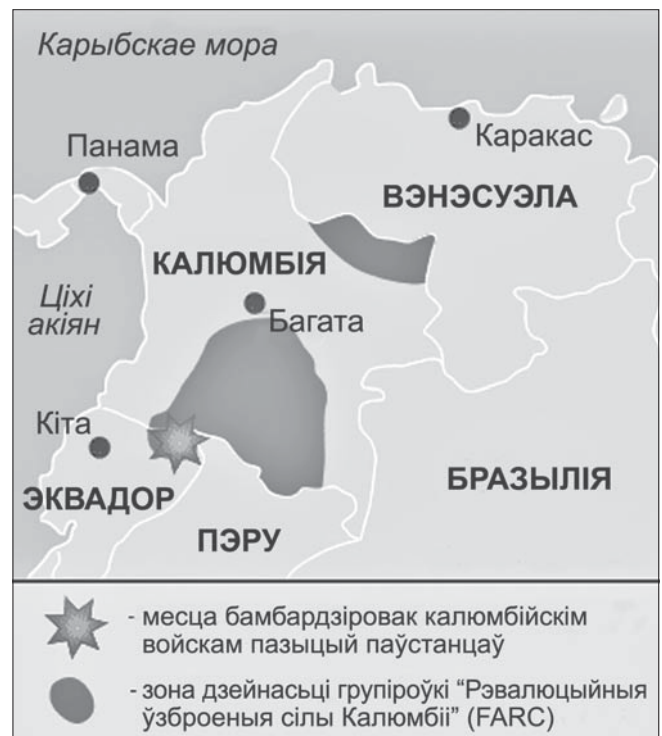 Карыбскае мора
Панама
Каракас
ВЭНЭСУЭЛА
КАЛЮМБІЯ
Ціхі
акіян
Багата
Кіта
ЭКВАДОР
БРАЗЫЛІЯ
ПЭРУ
- месца бамбардзіровак калюмбійскім
войскам пазыцый паўстанцаў
- зона дзейнасьці групіроўкі “Рэвалюцыйныя
ўзброеныя сілы Калюмбіі” (FARC)